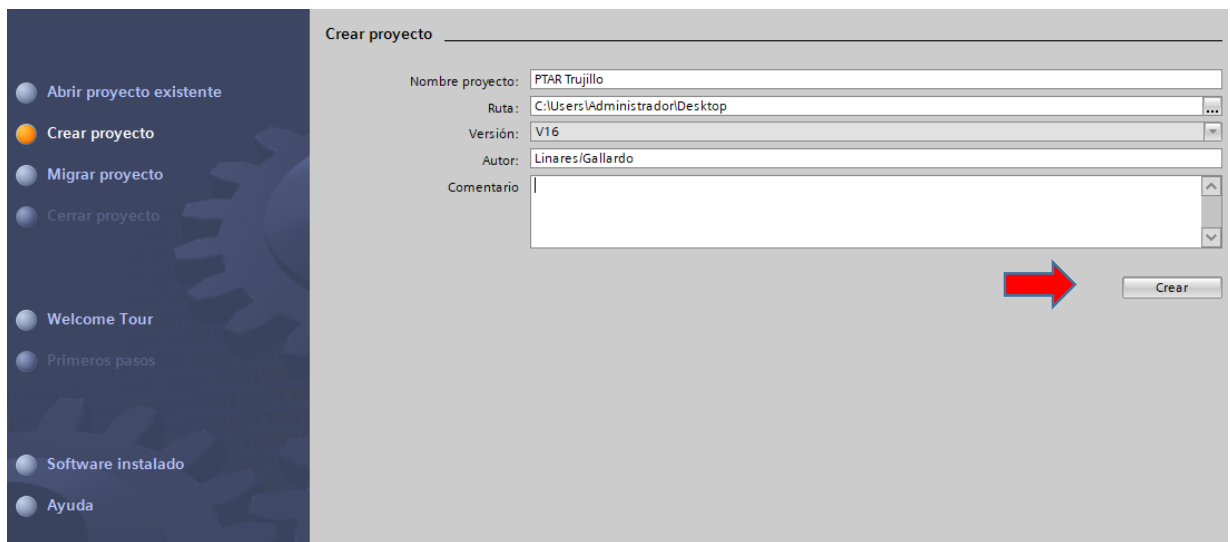 Abrir proyecto existente
Crear proyecto
Migrar proyecto
Cerrar proyecto
Welcome Tour
Primeros pasos
Software instalado
Ayuda
Crear proyecto
Nombre proyecto: PTAR Trujillo
Ruta: C:\Users\Administrador\Desktop ...
Versión: V16
Autor: Linares/Gallardo
Comentario
Crear